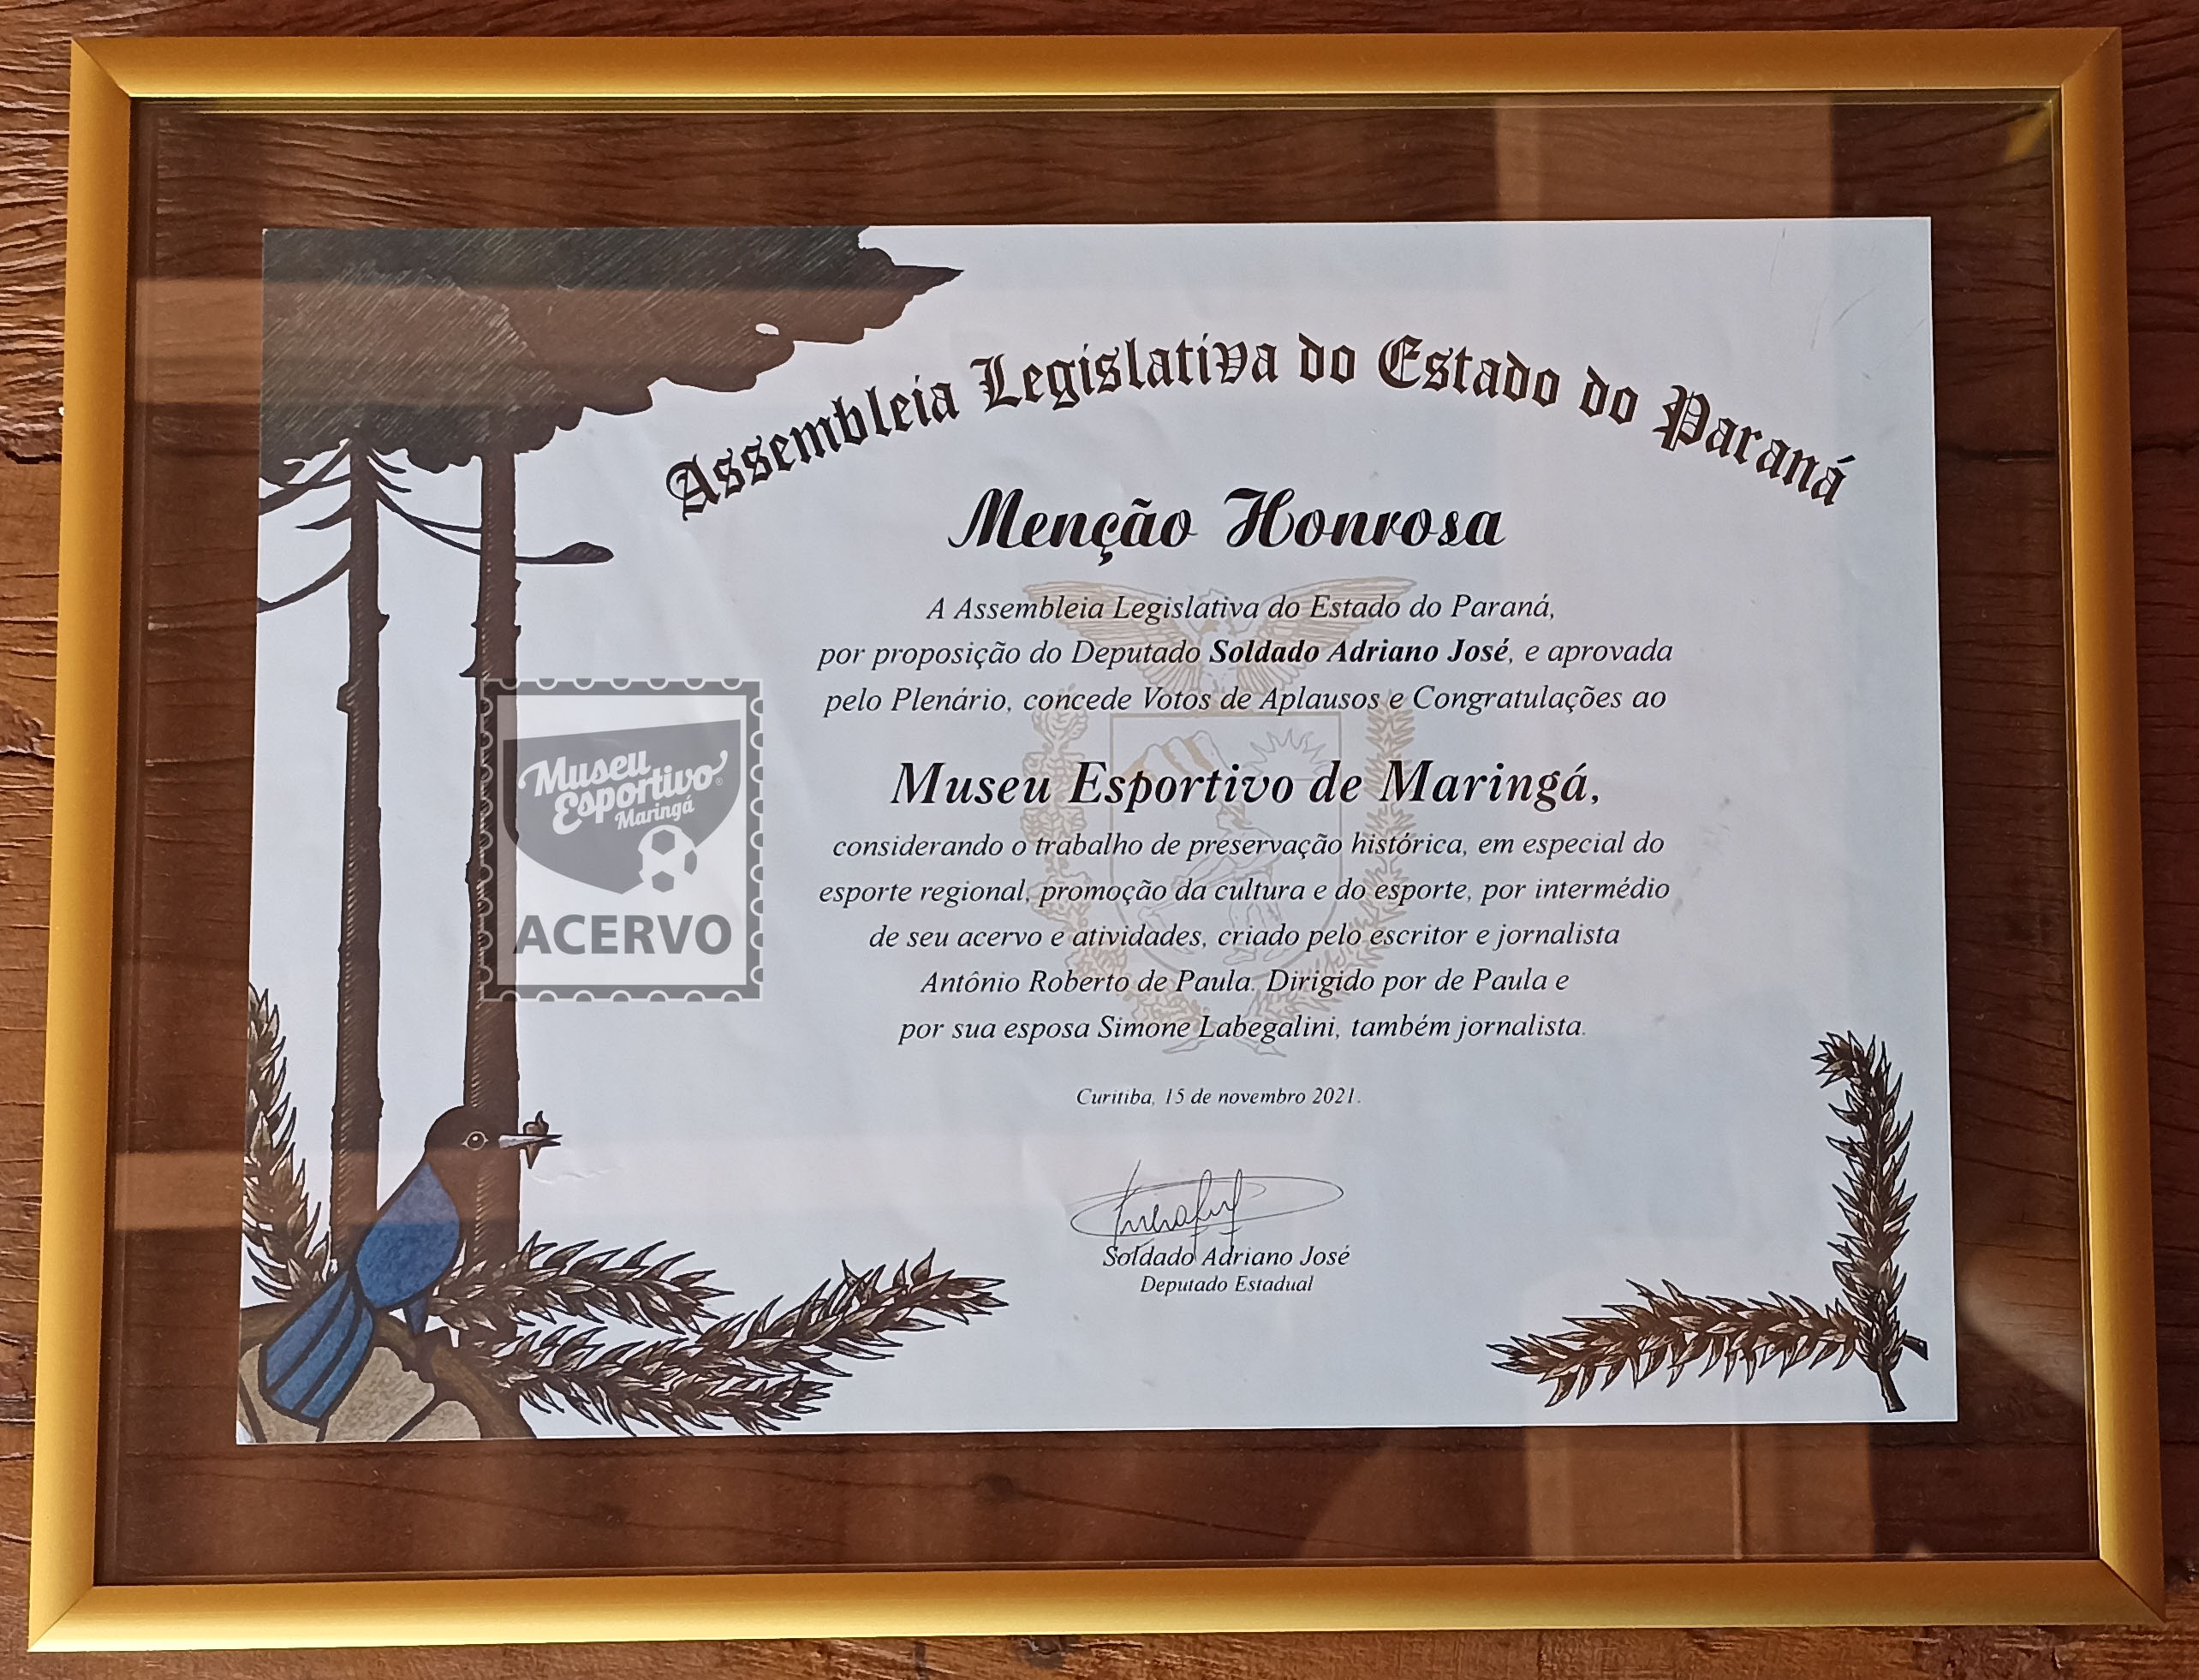 Assembleia Legislativa do Estado do Paraná
Menção Honrosa
A Assembleia Legislativa do Estado do Paraná,
por proposição do Deputado Soldado Adriano José, e aprovada
pelo Plenário, concede Votos de Aplausos e Congratulações ao
Museu Esportivo de Maringá,
considerando o trabalho de preservação histórica, em especial do
esporte regional, promoção da cultura e do esporte, por intermédio
de seu acervo e atividades, criado pelo escritor e jornalista
Antônio Roberto de Paula. Dirigido por de Paula e
por sua esposa Simone Labegalini, também jornalista.
Curitiba, 15 de novembro 2021.
Soldado Adriano José
Deputado Estadual
Museu
Esportivo®
Maringá
ACERVO